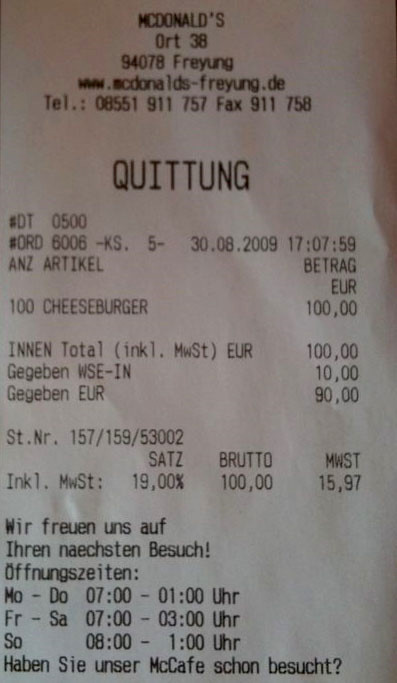 MCDONALD'S
Ort 38
94078 Freyung
www.mcdonalds-freyung.de
Tel.: 08551 911 757 Fax 911 758
QUITTUNG
#DT 0500
#ORD 6006 -KS. 5- 30.08.2009 17:07:59
ANZ ARTIKEL BETRAG
EUR
100 CHEESEBURGER 100,00
INNEN Total (inkl. MwSt) EUR 100,00
Gegeben WSE-IN 10,00
Gegeben EUR 90,00
St.Nr. 157/159/53002
SATZ BRUTTO MWST
Inkl. MwSt: 19,00% 100,00 15,97
Wir freuen uns auf
Ihren naechsten Besuch!
Öffnungszeiten:
Mo - Do 07:00 - 01:00 Uhr
Fr - Sa 07:00 - 03:00 Uhr
So 08:00 - 1:00 Uhr
Haben Sie unser McCafe schon besucht?